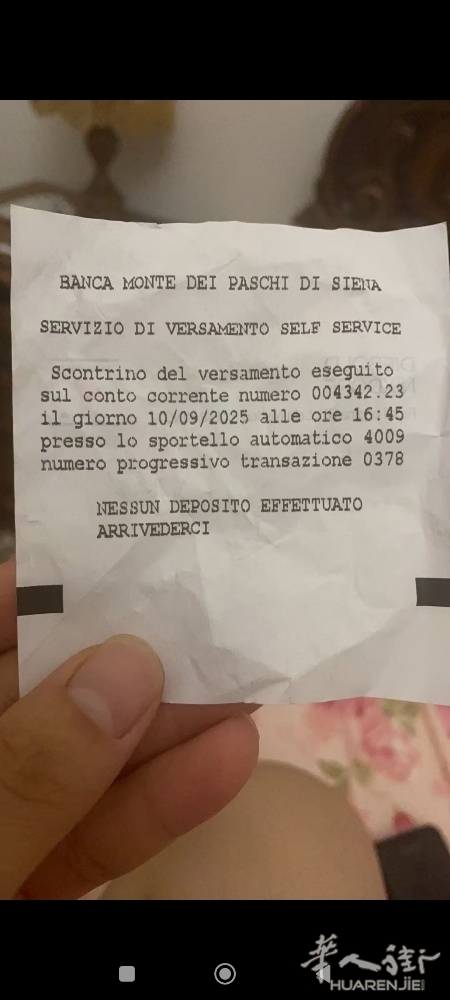 BANCA MONTE DEI PASCHI DI SIENA
SERVIZIO DI VERSAMENTO SELF SERVICE
Scontrino del versamento eseguito
sul conto corrente numero 004342.23
il giorno 10/09/2025 alle ore 16:45
presso lo sportello automatico 4009
numero progressivo transazione 0378
NESSUN DEPOSITO EFFETTUATO
ARRIVEDERCI
華人街
HUARENJIE